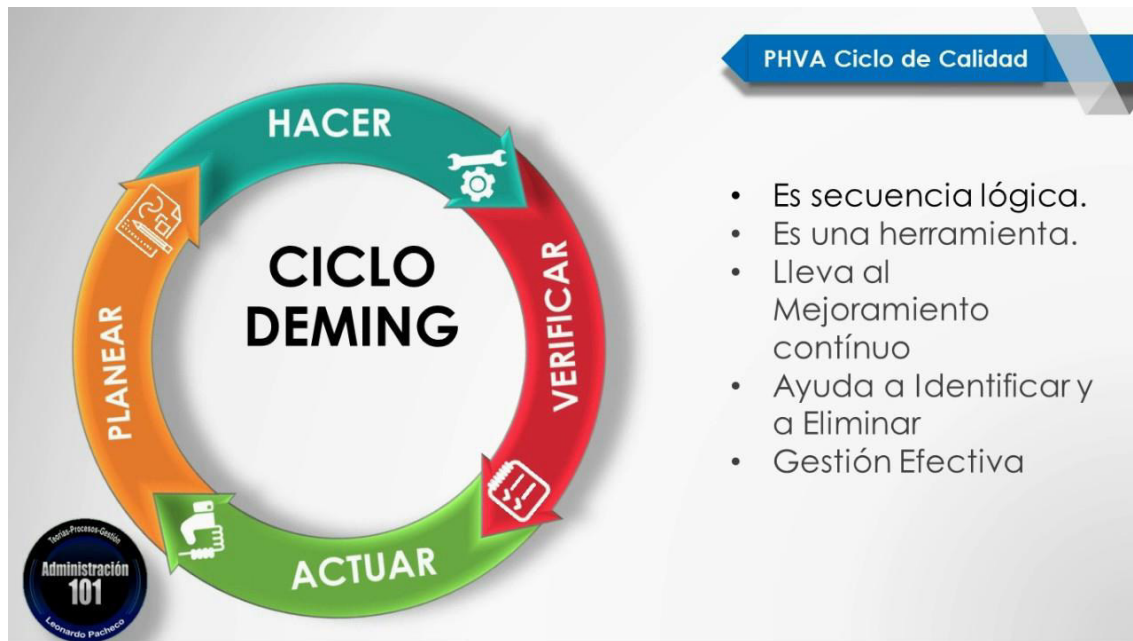 PHVA Ciclo de Calidad
HACER
VERIFICAR
ACTUAR
PLANEAR
CICLO
DEMING
• Es secuencia lógica.
• Es una herramienta.
• Lleva al
Mejoramiento
contínuo
• Ayuda a Identificar y
a Eliminar
• Gestión Efectiva
Teorías-Procesos-Gestión
Administración
101
Leonardo Pacheco